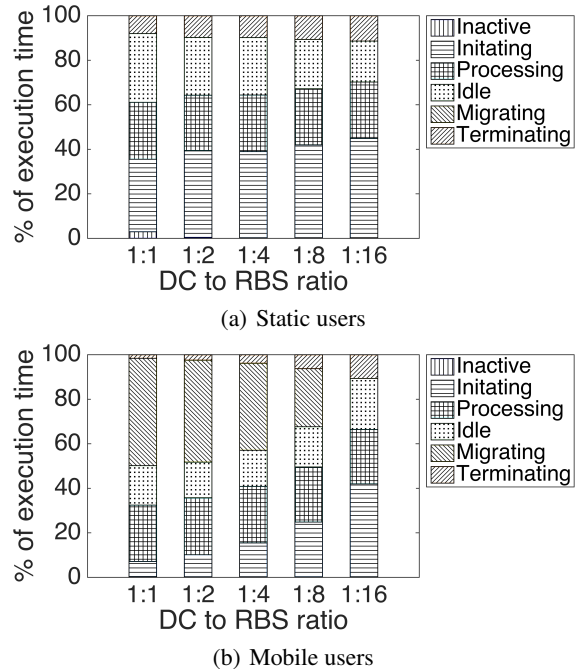 100
80
60
40
20
0
% of execution time
1:1 1:2 1:4 1:8 1:16
DC to RBS ratio
Inactive
Initating
Processing
Idle
Migrating
Terminating
(a) Static users
100
80
60
40
20
0
% of execution time
1:1 1:2 1:4 1:8 1:16
DC to RBS ratio
Inactive
Initating
Processing
Idle
Migrating
Terminating
(b) Mobile users